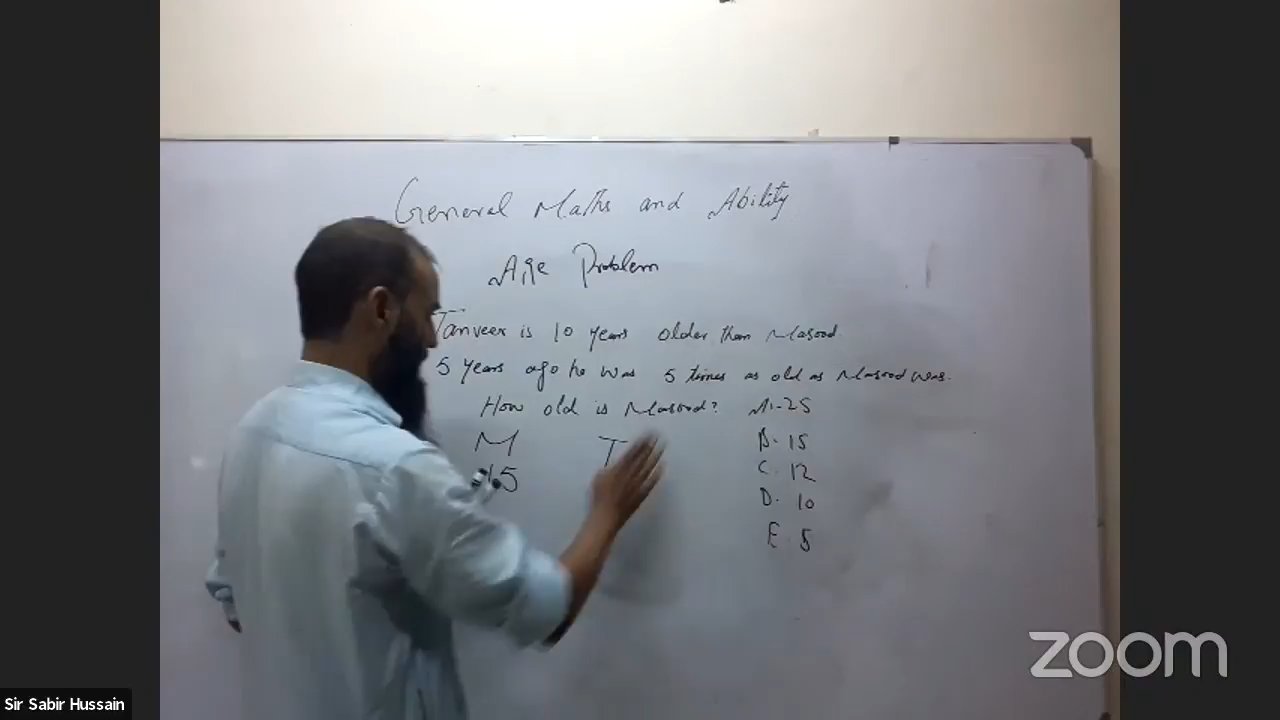 General Maths and Ability
Age Problem
Tanveer is 10 years older than Masood.
5 years ago he was 5 times as old as Masood was.
How old is Masood? A. 25
M T B. 15
15 C. 12
D. 10
E. 5
zoom
Sir Sabir Hussain